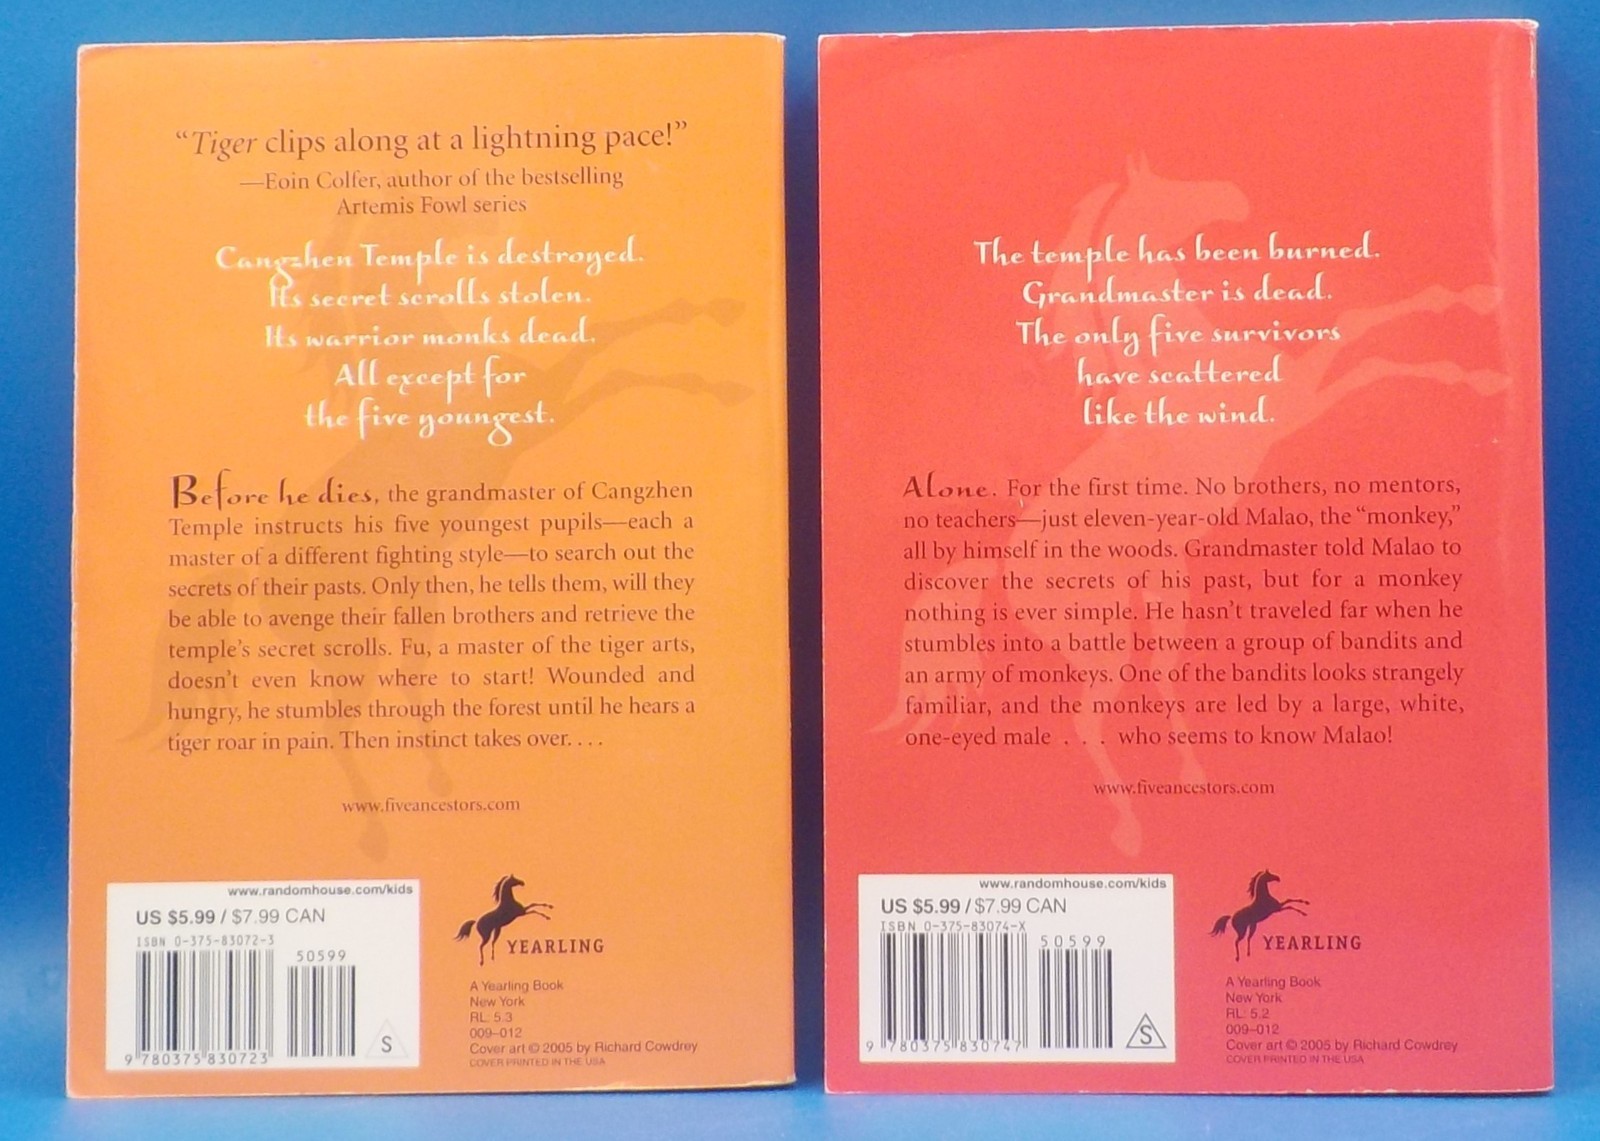 “Tiger clips along at a lightning pace!”
—Eoin Colfer, author of the bestselling
Artemis Fowl series
Cangzhen Temple is destroyed.
Its secret scrolls stolen.
Its warrior monks dead.
All except for
the five youngest.
Before he dies, the grandmaster of Cangzhen
Temple instructs his five youngest pupils—each a
master of a different fighting style—to search out the
secrets of their pasts. Only then, he tells them, will they
be able to avenge their fallen brothers and retrieve the
temple's secret scrolls. Fu, a master of the tiger arts,
doesn't even know where to start! Wounded and
hungry, he stumbles through the forest until he hears a
tiger roar in pain. Then instinct takes over. . . .
www.fiveancestors.com
www.randomhouse.com/kids
US $5.99 / $7.99 CAN
ISBN 0-375-83072-3
50599
9 780375 830723
S
YEARLING
A Yearling Book
New York
RL: 5.3
009–012
Cover art © 2005 by Richard Cowdrey
COVER PRINTED IN THE USA
The temple has been burned.
Grandmaster is dead.
The only five survivors
have scattered
like the wind.
Alone. For the first time. No brothers, no mentors,
no teachers—just eleven-year-old Malao, the “monkey,”
all by himself in the woods. Grandmaster told Malao to
discover the secrets of his past, but for a monkey
nothing is ever simple. He hasn't traveled far when he
stumbles into a battle between a group of bandits and
an army of monkeys. One of the bandits looks strangely
familiar, and the monkeys are led by a large, white,
one-eyed male . . . who seems to know Malao!
www.fiveancestors.com
www.randomhouse.com/kids
US $5.99 / $7.99 CAN
ISBN 0-375-83074-X
50599
9 780375 830747
S
YEARLING
A Yearling Book
New York
RL: 5.2
009–012
Cover art © 2005 by Richard Cowdrey
COVER PRINTED IN THE USA